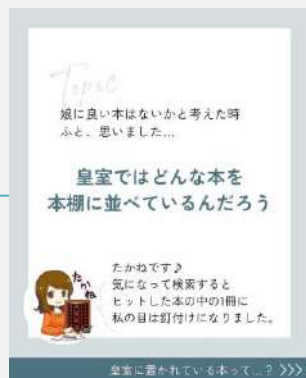 Topic
娘に良い本はないかと考えた時
ふと、思いました...
皇室ではどんな本を
本棚に並べているんだろう
たかね
たかねです♪
気になって検索すると
ヒットした本の中の1冊に
私の目は釘付けになりました。
皇室に置かれている本って...? 》》》